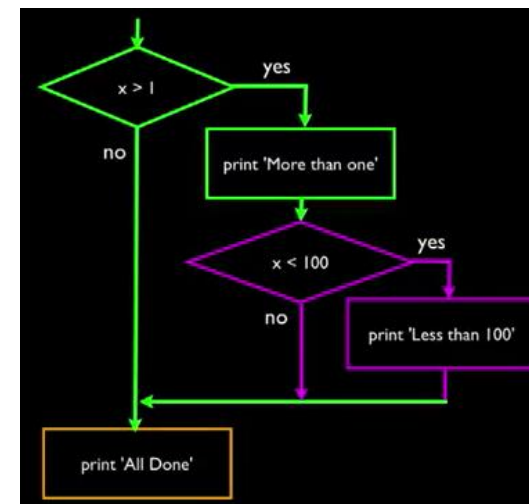 x > 1
yes
no
print 'More than one'
x < 100
yes
no
print 'Less than 100'
print 'All Done'